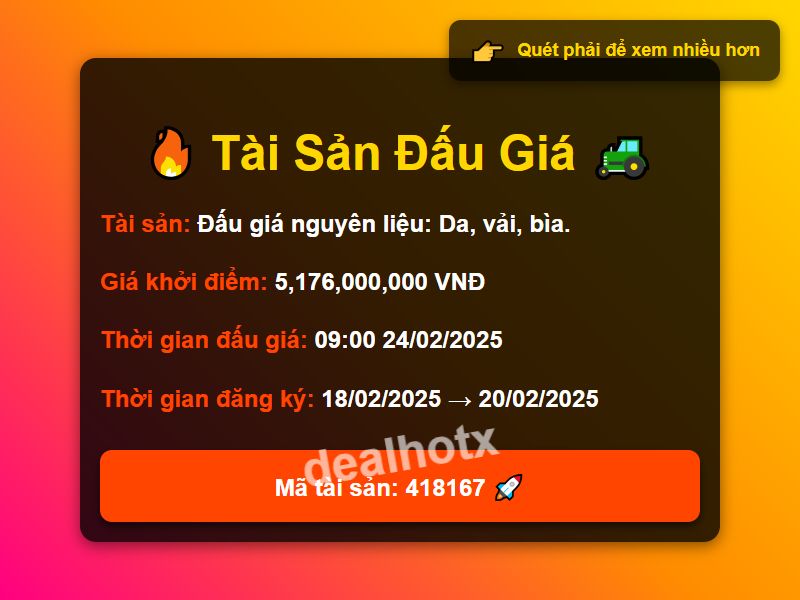 Quét phải để xem nhiều hơn
Tài Sản Đấu Giá
Tài sản: Đấu giá nguyên liệu: Da, vải, bìa.
Giá khởi điểm: 5,176,000,000 VNĐ
Thời gian đấu giá: 09:00 24/02/2025
Thời gian đăng ký: 18/02/2025 → 20/02/2025
dealhotx
Mã tài sản: 418167